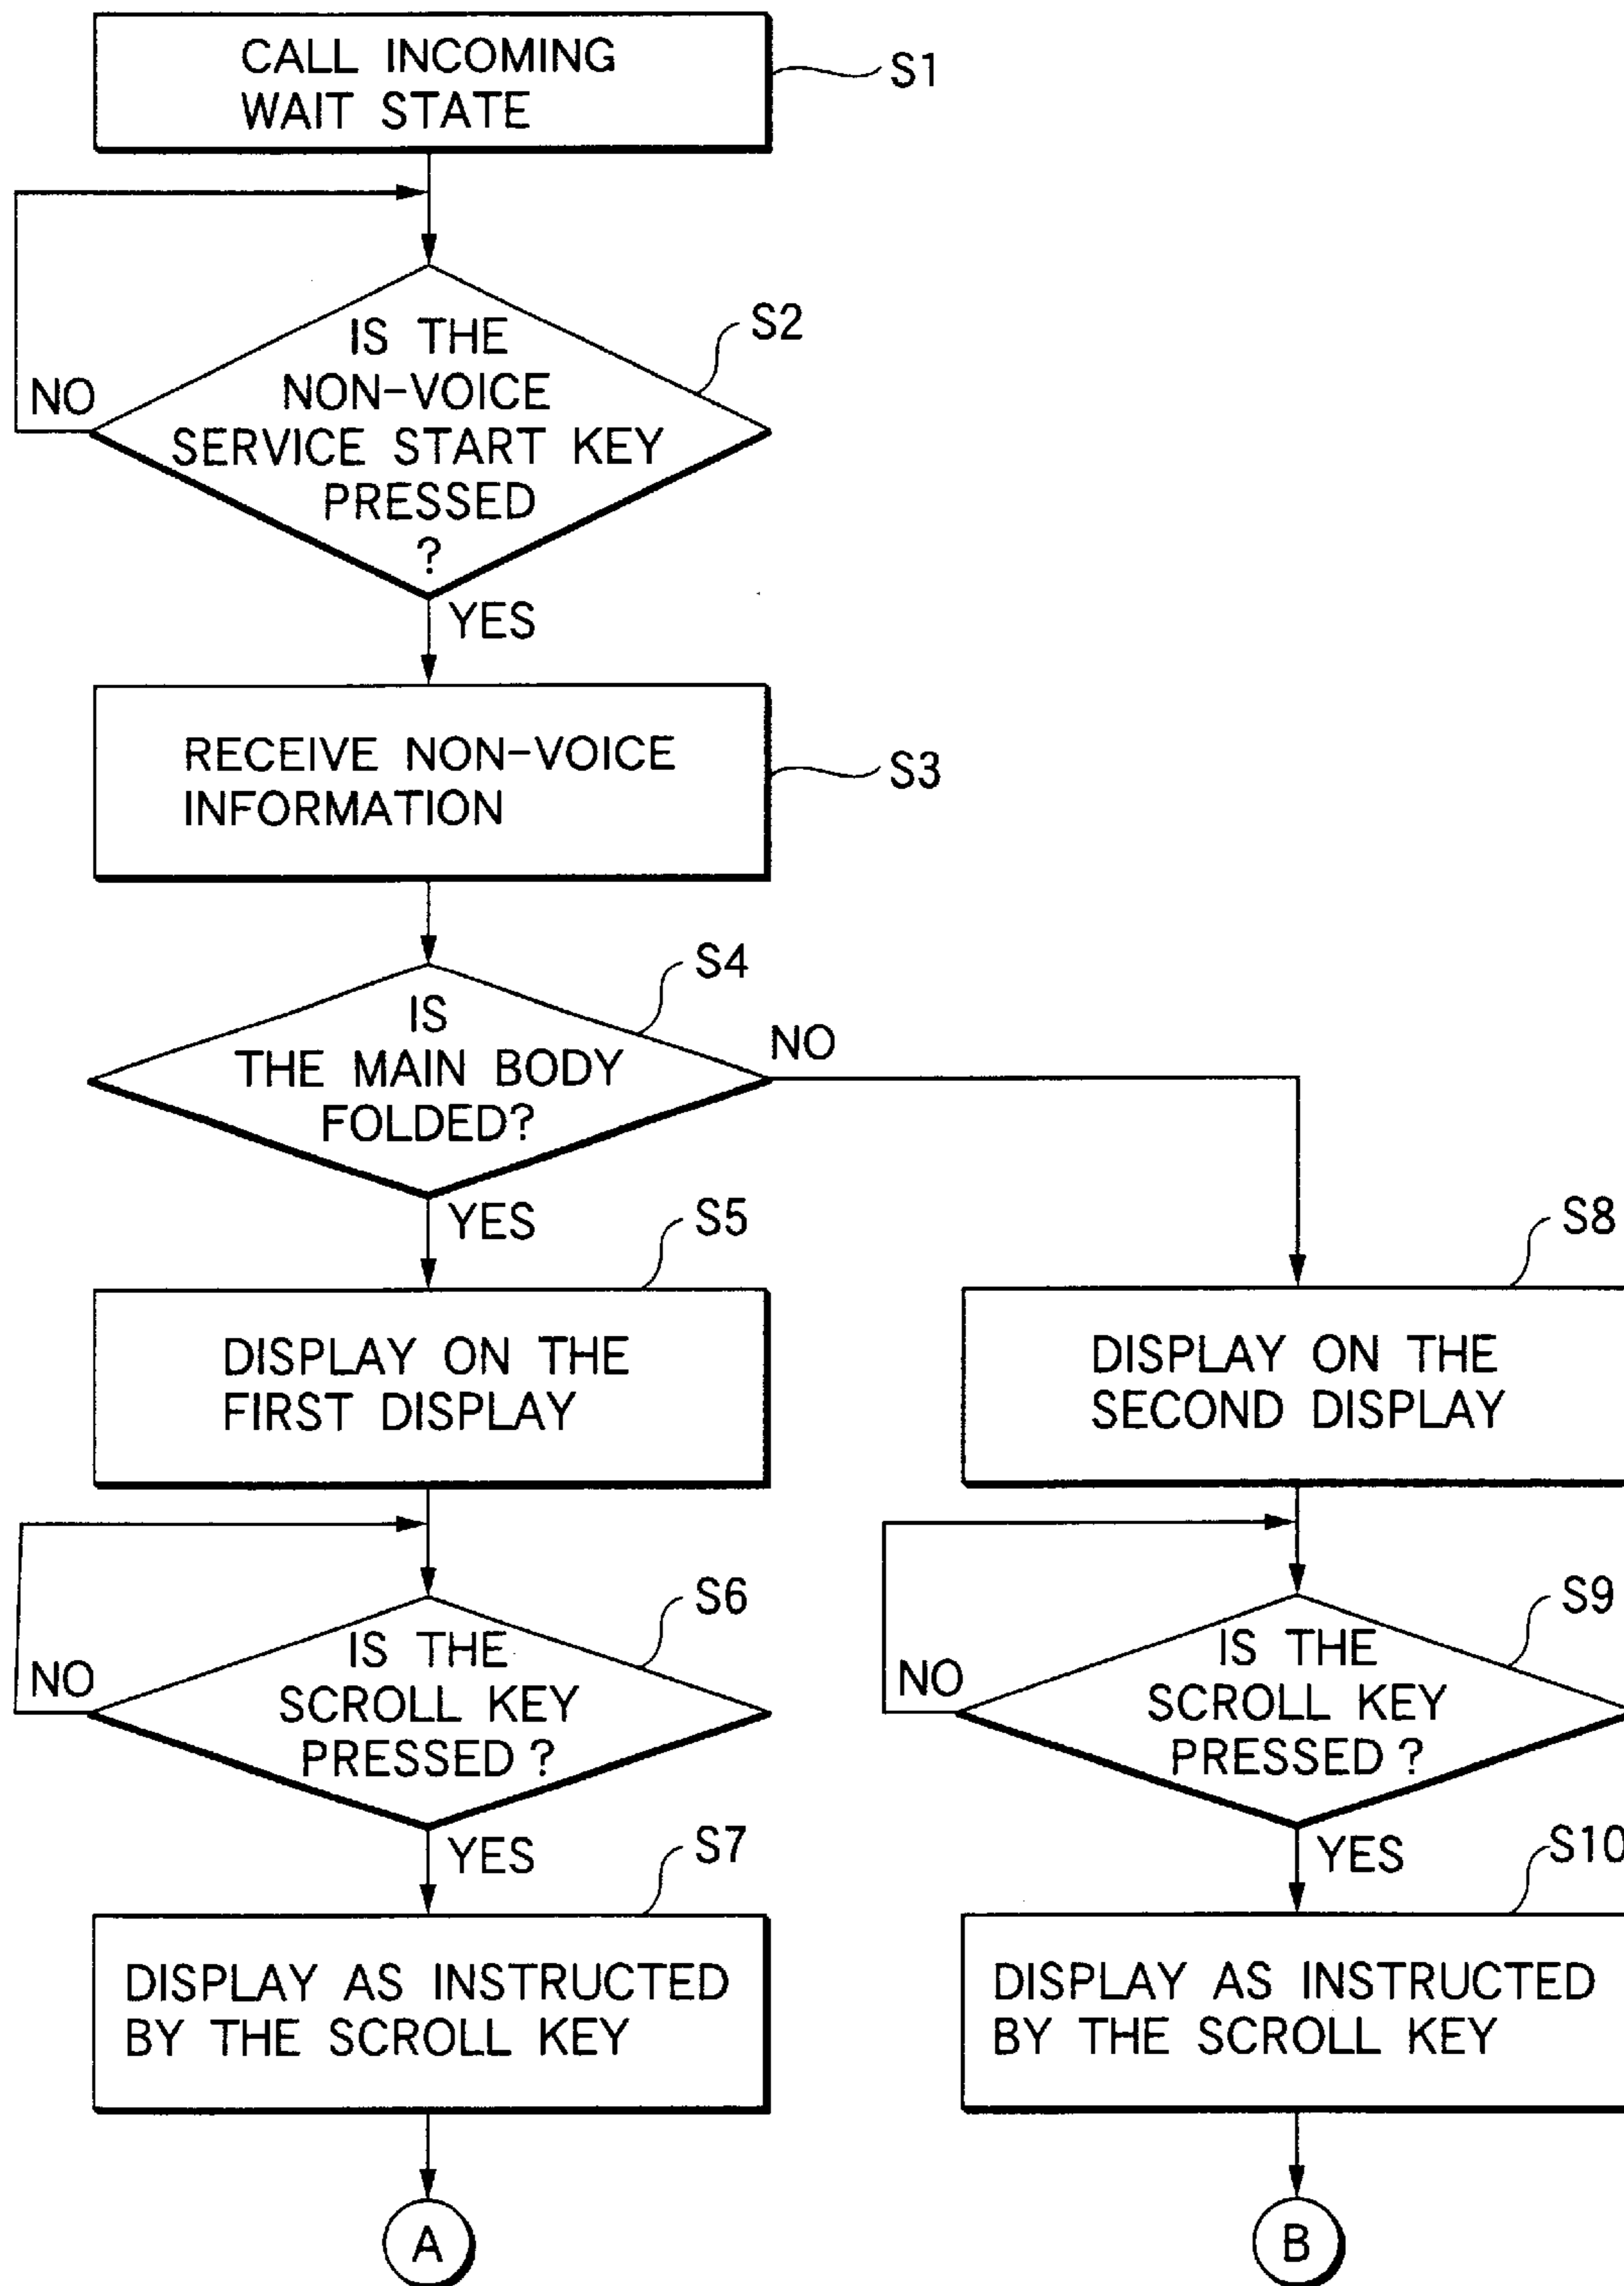 CALL INCOMING
WAIT STATE
S1
IS THE
NON-VOICE
SERVICE START KEY
PRESSED
?
S2
NO
YES
RECEIVE NON-VOICE
INFORMATION
S3
IS
THE MAIN BODY
FOLDED?
S4
NO
YES
DISPLAY ON THE
FIRST DISPLAY
S5
IS THE
SCROLL KEY
PRESSED ?
S6
NO
YES
DISPLAY AS INSTRUCTED
BY THE SCROLL KEY
S7
A
DISPLAY ON THE
SECOND DISPLAY
S8
IS THE
SCROLL KEY
PRESSED ?
S9
NO
YES
DISPLAY AS INSTRUCTED
BY THE SCROLL KEY
S10
B